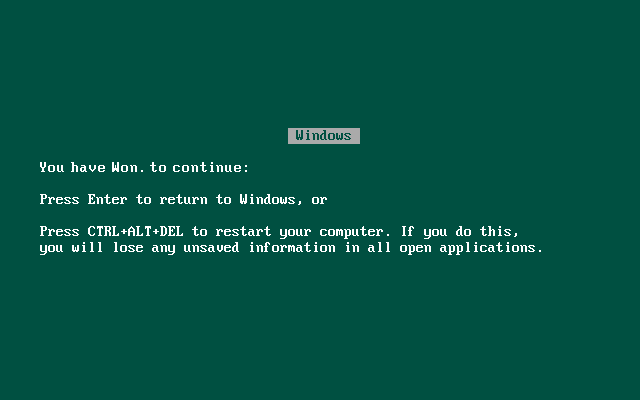 Windows
You have Won. to continue:
Press Enter to return to Windows, or
Press CTRL+ALT+DEL to restart your computer. If you do this,
you will lose any unsaved information in all open applications.